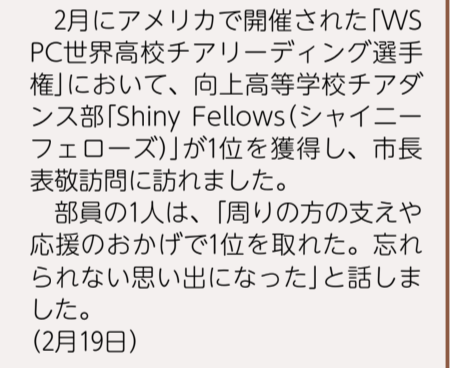 2月にアメリカで開催された「WS
PC世界高校チアリーディング選手
権」において、向上高等学校チアダ
ンス部「Shiny Fellows(シャイニー
フェローズ)」が1位を獲得し、市長
表敬訪問に訪れました。
　部員の1人は、「周りの方の支えや
応援のおかげで1位を取れた。忘れ
られない思い出になった」と話しま
した。
(2月19日)